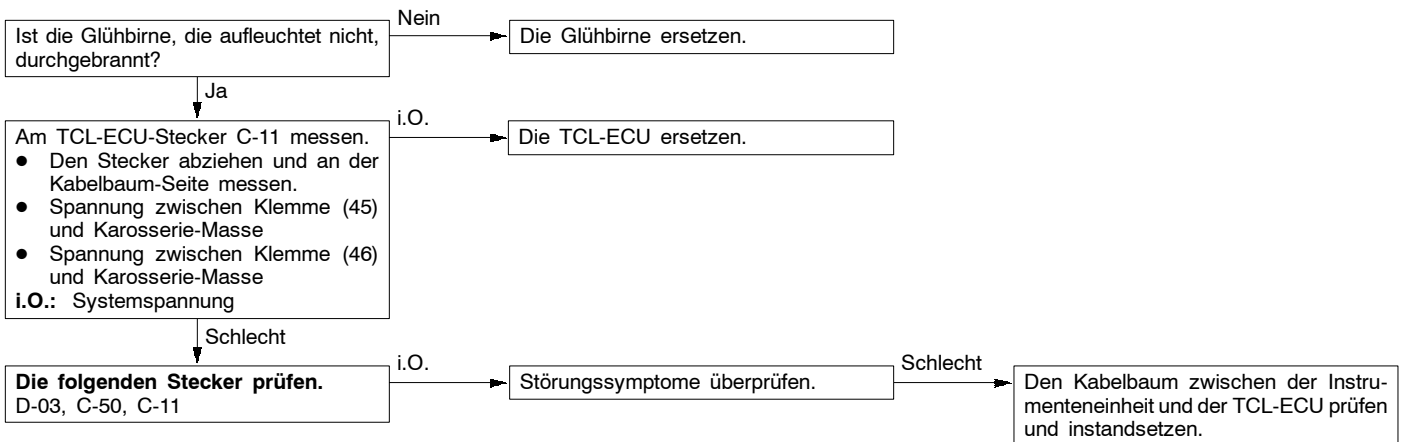 Nein
Ist die Glühbirne, die aufleuchtet nicht,
durchgebrannt?
Die Glühbirne ersetzen.
Ja
i.O.
Am TCL-ECU-Stecker C-11 messen.
● Den Stecker abziehen und an der
Kabelbaum-Seite messen.
● Spannung zwischen Klemme (45)
und Karosserie-Masse
● Spannung zwischen Klemme (46)
und Karosserie-Masse
i.O.: Systemspannung
Die TCL-ECU ersetzen.
Schlecht
i.O.
Die folgenden Stecker prüfen.
D-03, C-50, C-11
Störungssymptome überprüfen.
Schlecht
Den Kabelbaum zwischen der Instru-
menteneinheit und der TCL-ECU prüfen
und instandsetzen.